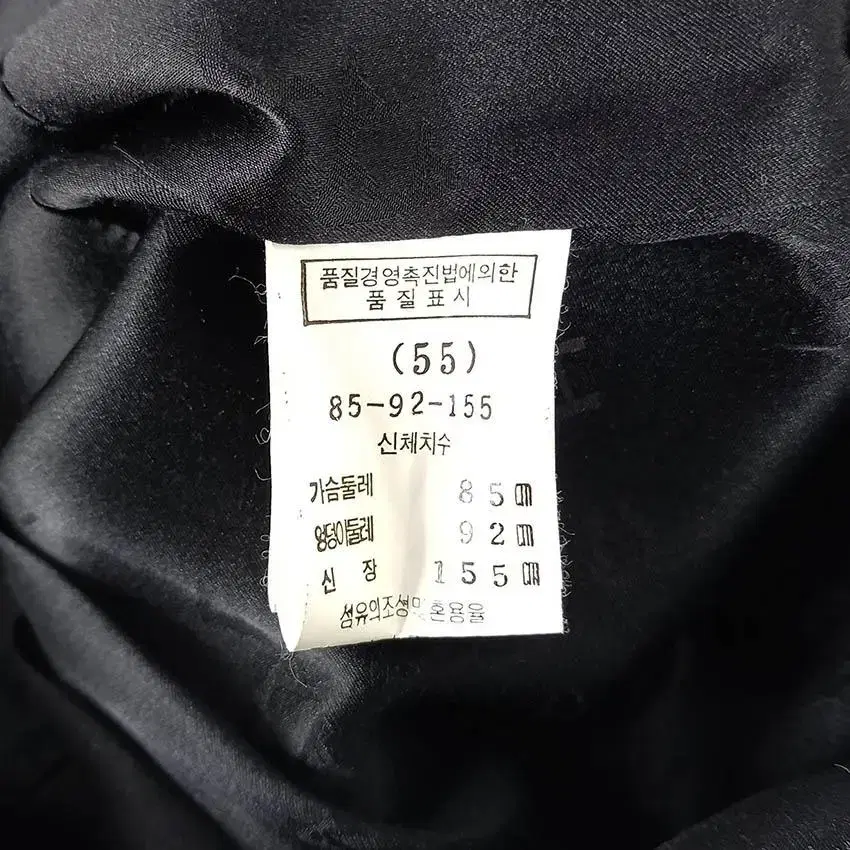 품질경영촉진법에의한
품질표시
(55)
85-92-155
신체치수
가슴둘레 85㎝
엉덩이둘레 92㎝
신장 155㎝
섬유의조성및혼용율